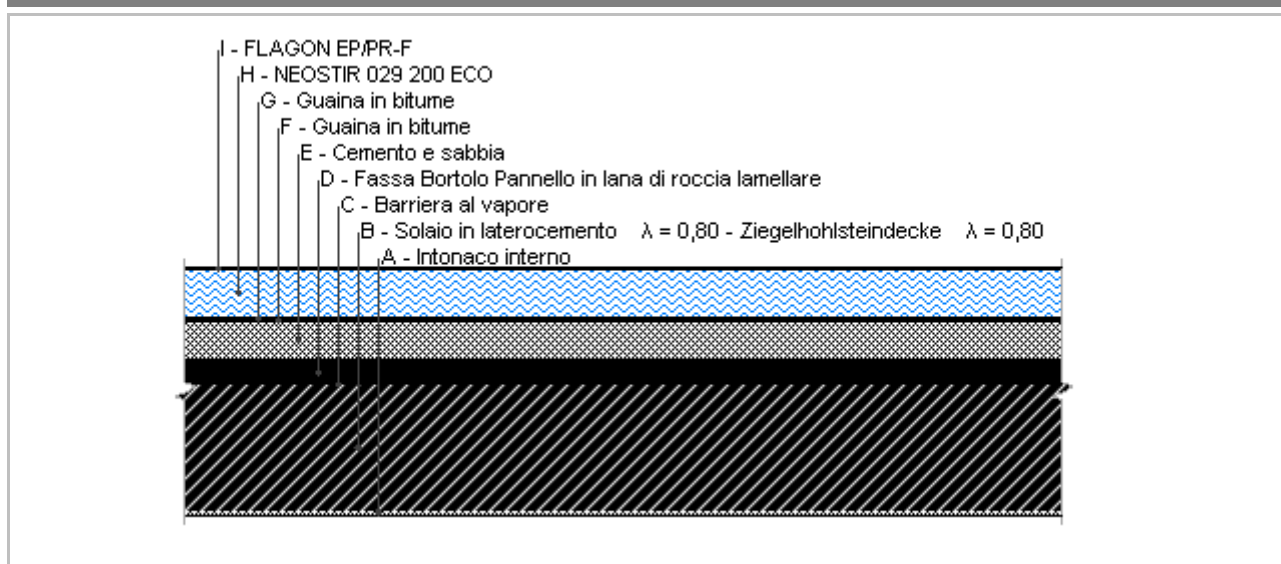 I - FLAGON EP/PR-F
H - NEOSTIR 029 200 ECO
G - Guaina in bitume
F - Guaina in bitume
E - Cemento e sabbia
D - Fassa Bortolo Pannello in lana di roccia lamellare
C - Barriera al vapore
B - Solaio in laterocemento λ = 0,80 - Ziegelhohlsteindecke λ = 0,80
A - Intonaco interno